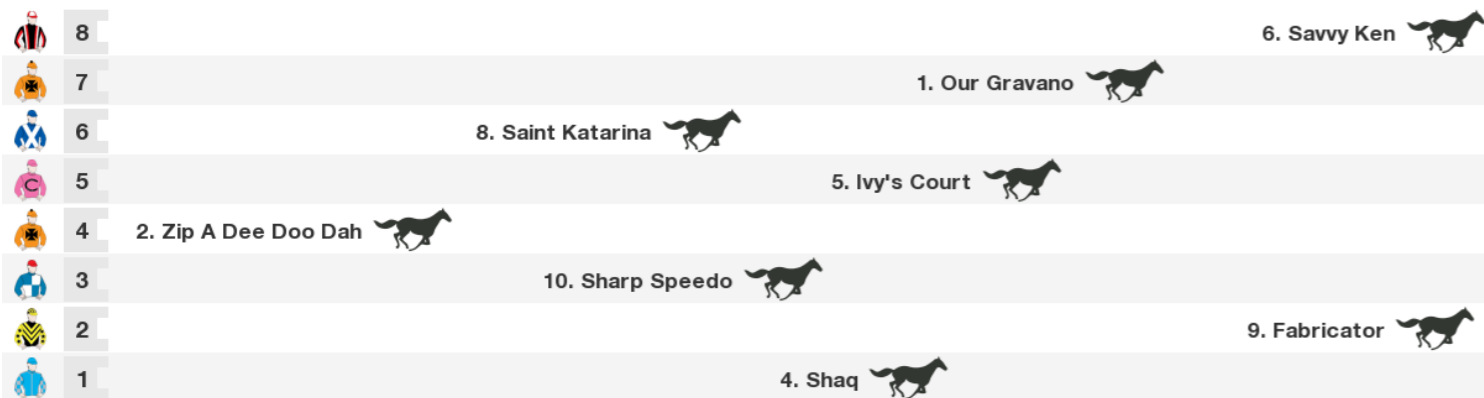 8 6. Savvy Ken
7 1. Our Gravano
6 8. Saint Katarina
5 5. Ivy's Court
C
4 2. Zip A Dee Doo Dah
3 10. Sharp Speedo
2 9. Fabricator
1 4. Shaq